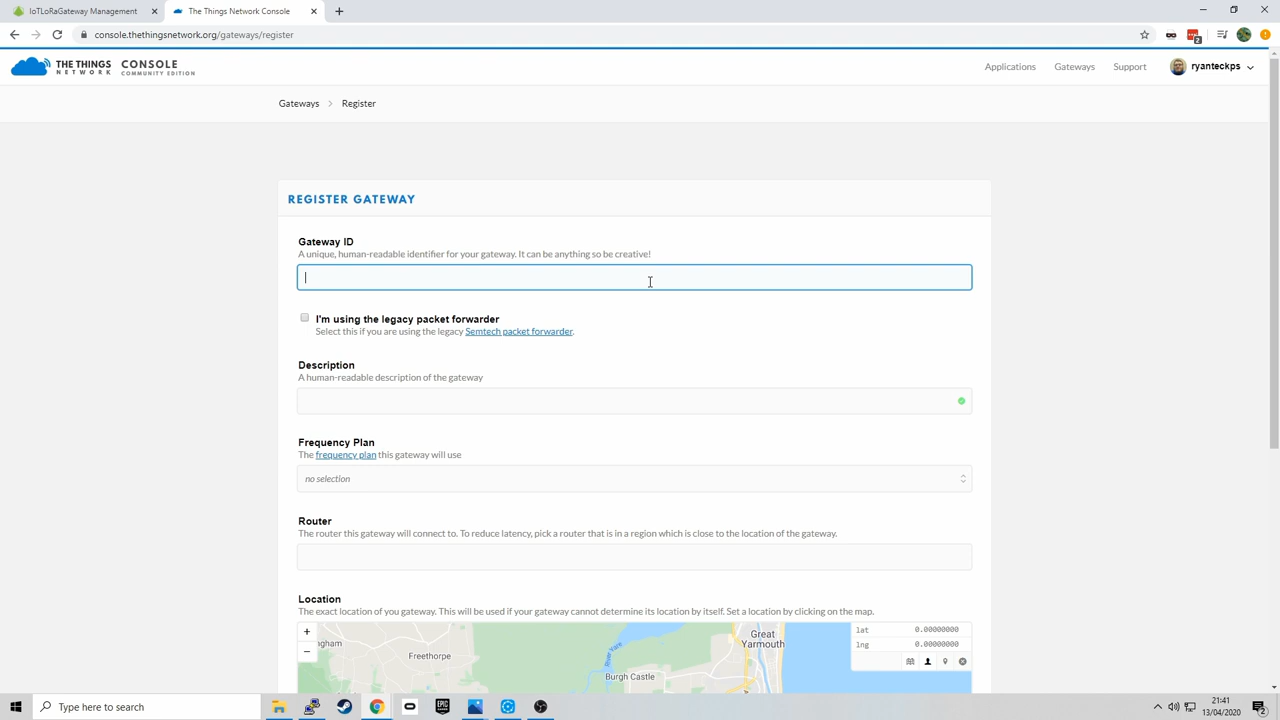 IoTLoRaGateway Management
The Things Network Console
console.thethingsnetwork.org/gateways/register
2
THE THINGS
NETWORK
CONSOLE
COMMUNITY EDITION
Applications
Gateways
Support
ryanteckps
Gateways
Register
REGISTER GATEWAY
Gateway ID
A unique, human-readable identifier for your gateway. It can be anything so be creative!
I'm using the legacy packet forwarder
Select this if you are using the legacy Semtech packet forwarder.
Description
A human-readable description of the gateway
Frequency Plan
The frequency plan this gateway will use
no selection
Router
The router this gateway will connect to. To reduce latency, pick a router that is in a region which is close to the location of the gateway.
Location
The exact location of you gateway. This will be used if your gateway cannot determine its location by itself. Set a location by clicking on the map.
+
−
Freethorpe
River Yare
Burgh Castle
Great
Yarmouth
lat 0.00000000
lng 0.00000000
Type here to search
EPIC
21:41
13/04/2020
2